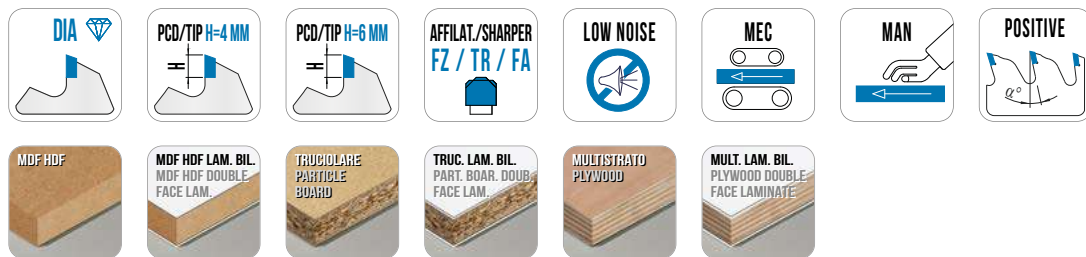 DIA
PCD/TIP H=4 MM
H
PCD/TIP H=6 MM
H
AFFILAT./SHARPER
FZ / TR / FA
LOW NOISE
MEC
MAN
POSITIVE
α°
MDF HDF
MDF HDF LAM. BIL.
MDF HDF DOUBLE
FACE LAM.
TRUCIOLARE
PARTICLE
BOARD
TRUC. LAM. BIL.
PART. BOAR. DOUB.
FACE LAM.
MULTISTRATO
PLYWOOD
MULT. LAM. BIL.
PLYWOOD DOUBLE
FACE LAMINATE